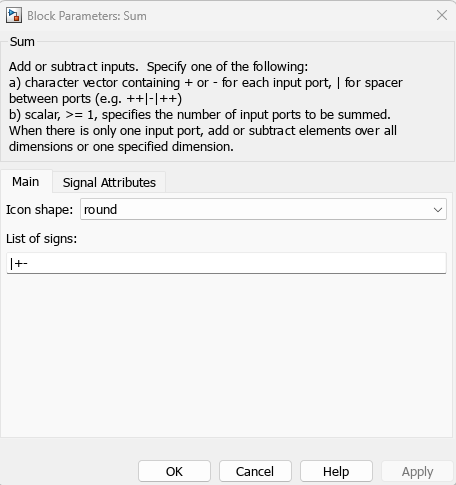 Block Parameters: Sum
Sum
Add or subtract inputs.  Specify one of the following:
a) character vector containing + or - for each input port, | for spacer
between ports (e.g. ++|-|++)
b) scalar, >= 1, specifies the number of input ports to be summed.
When there is only one input port, add or subtract elements over all
dimensions or one specified dimension.
Main Signal Attributes
Icon shape: round
List of signs:
|+-
OK Cancel Help Apply